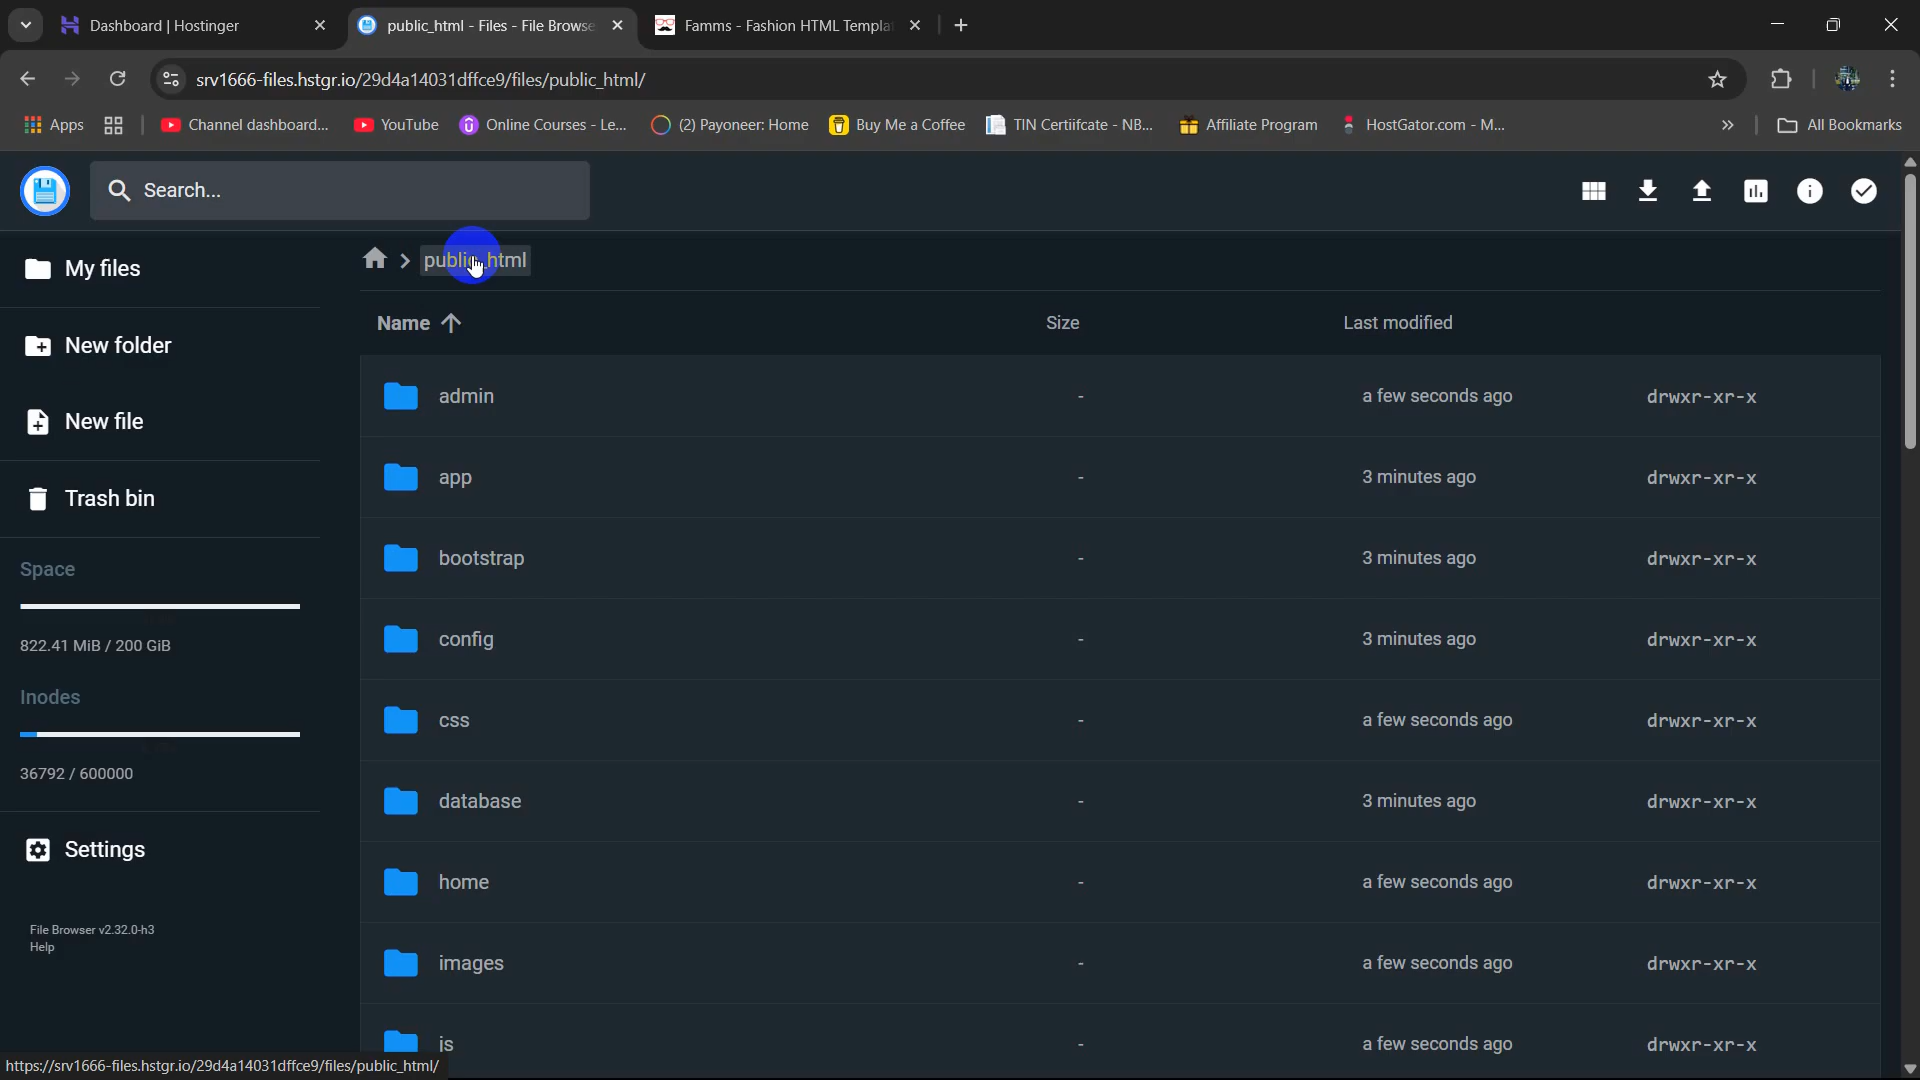 Dashboard | Hostinger
public_html - Files - File Browse
Famms - Fashion HTML Templa
srv1666-files.hstgr.io/29d4a14031dffce9/files/public_html/
Apps
Channel dashboard...
YouTube
Online Courses - Le...
(2) Payoneer: Home
Buy Me a Coffee
TIN Certiifcate - NB...
Affiliate Program
HostGator.com - M...
All Bookmarks
Search...
My files
New folder
New file
Trash bin
Space
822.41 MiB / 200 GiB
Inodes
36792 / 600000
Settings
File Browser v2.32.0-h3
Help
public_html
Name Size Last modified
admin - a few seconds ago drwxr-xr-x
app - 3 minutes ago drwxr-xr-x
bootstrap - 3 minutes ago drwxr-xr-x
config - 3 minutes ago drwxr-xr-x
css - a few seconds ago drwxr-xr-x
database - 3 minutes ago drwxr-xr-x
home - a few seconds ago drwxr-xr-x
images - a few seconds ago drwxr-xr-x
js - a few seconds ago drwxr-xr-x
https://srv1666-files.hstgr.io/29d4a14031dffce9/files/public_html/